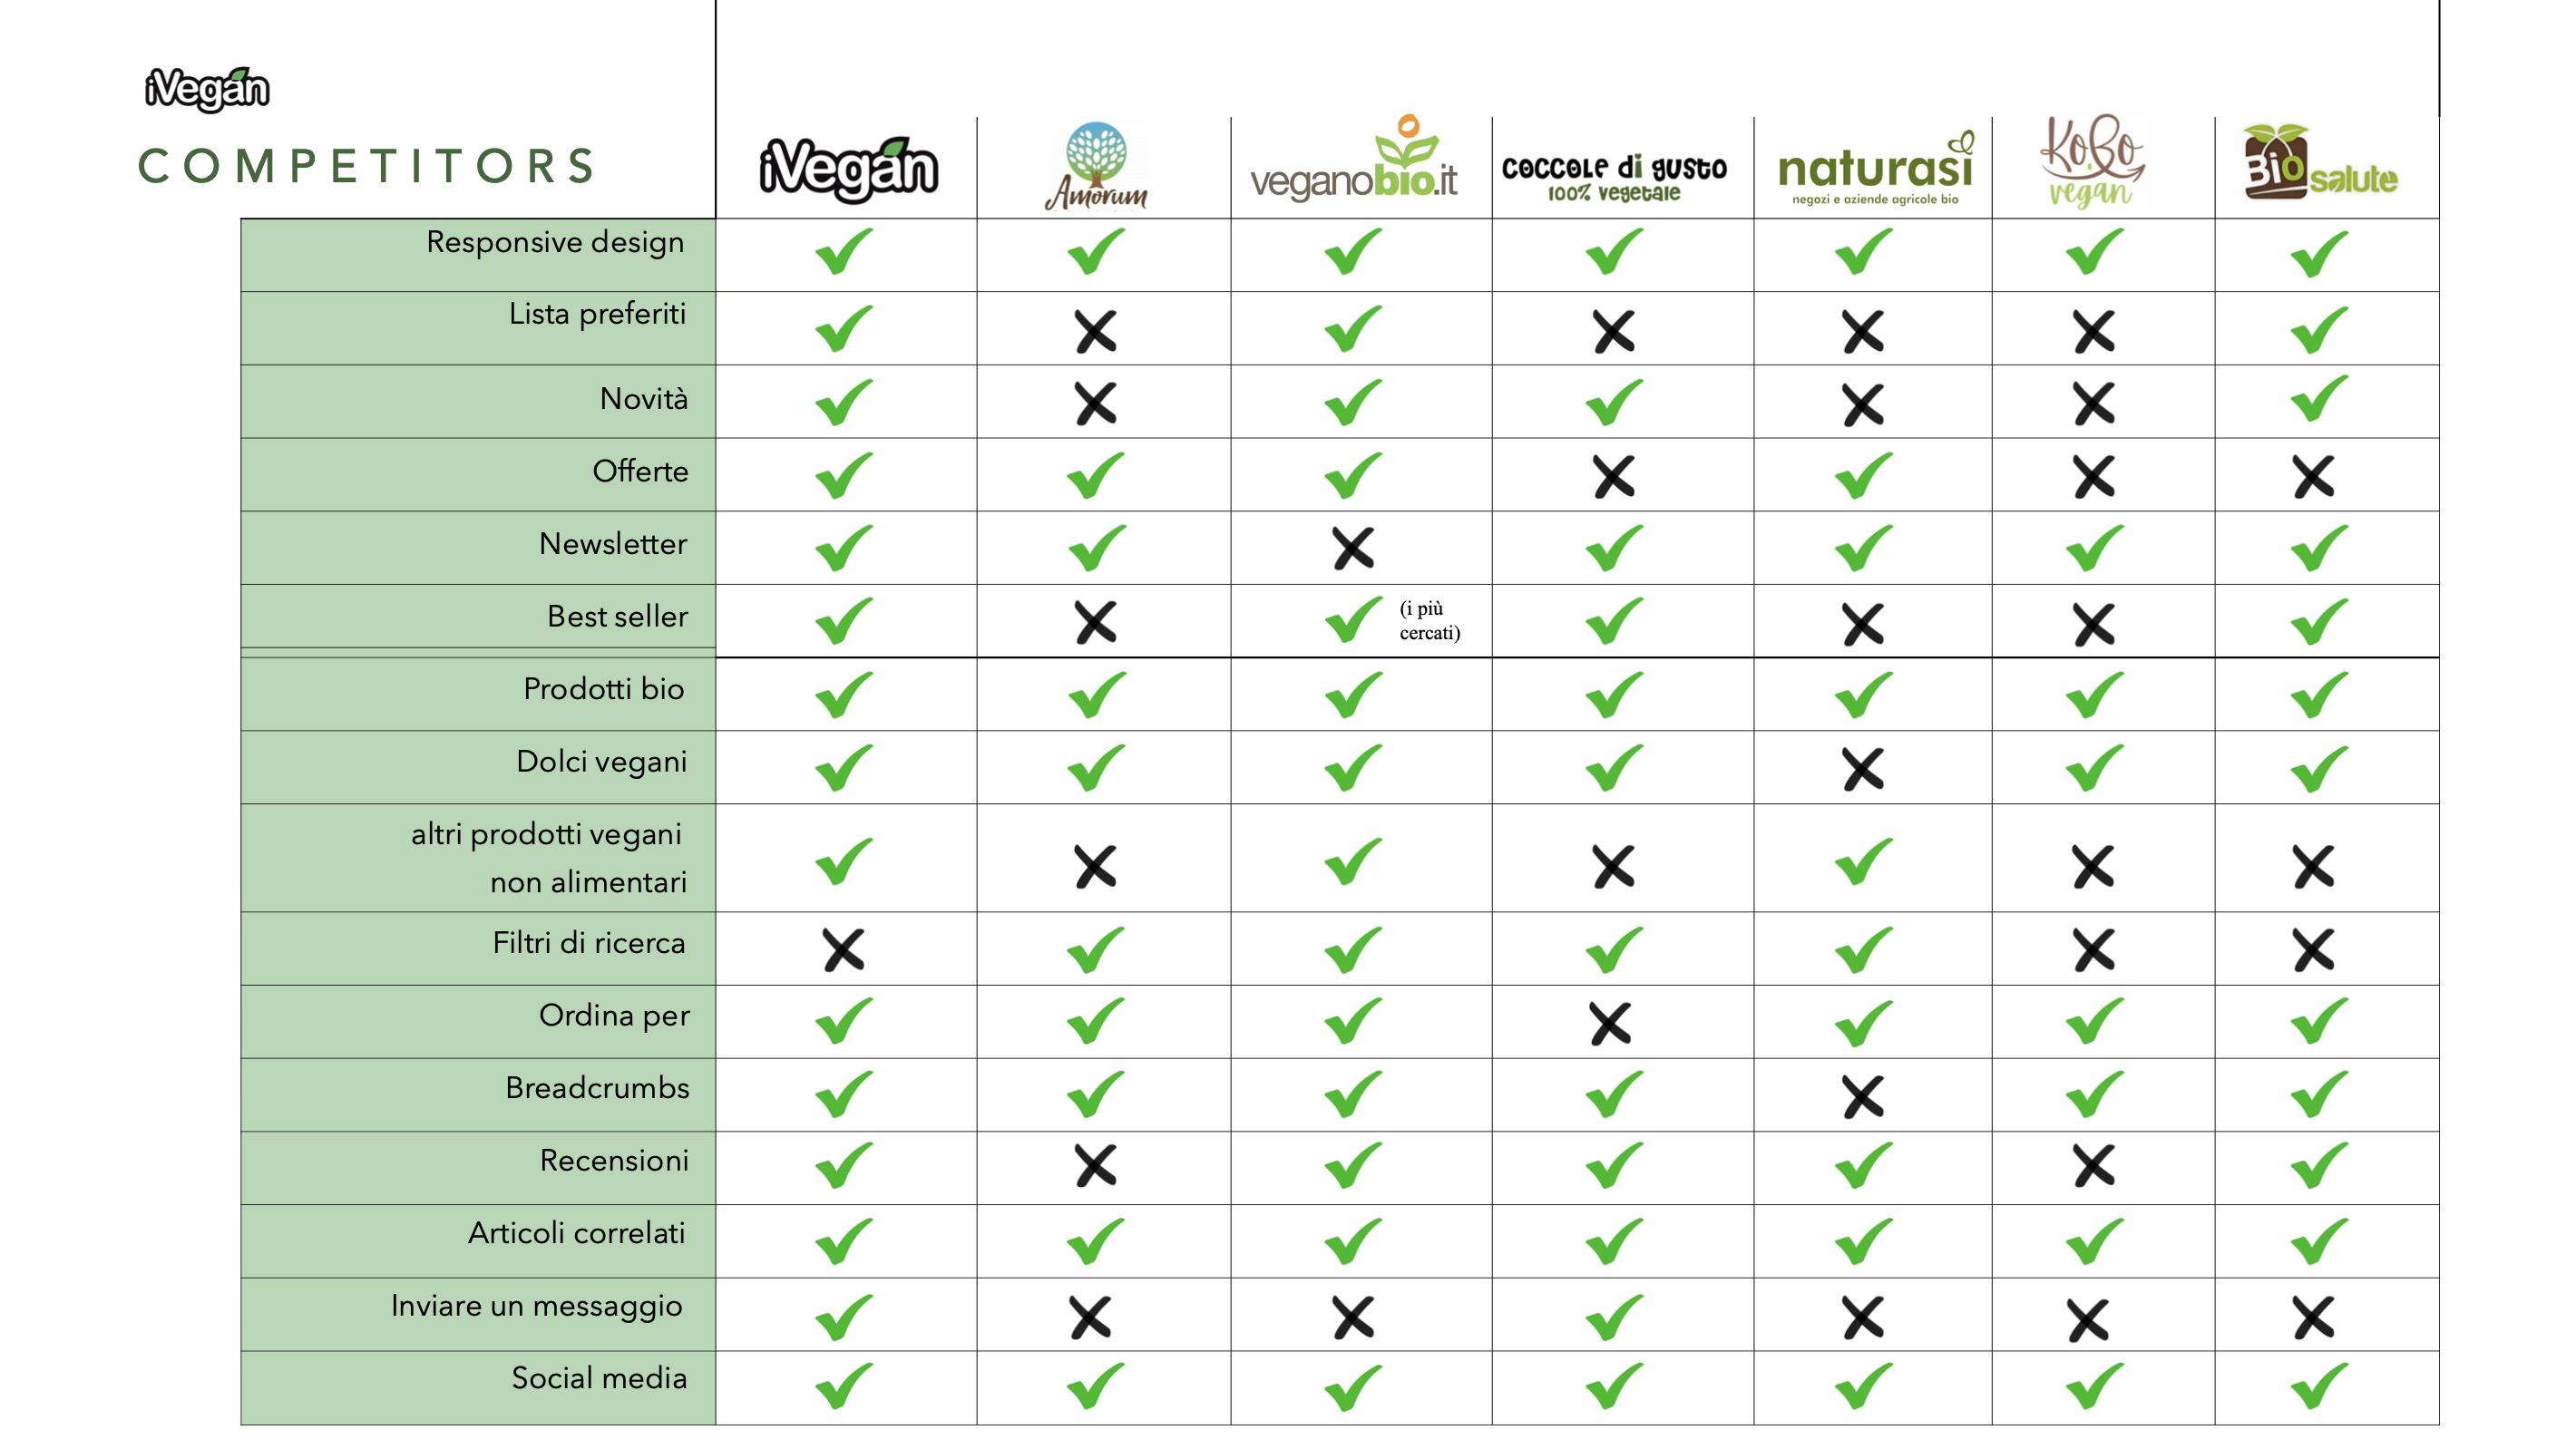 iVegan
COMPETITORS
iVegan
Amorum
veganobio.it
coccole di gusto
100% vegetale
naturasì
negozi e aziende agricole bio
KoBo
vegan
Bio salute
Responsive design
Lista preferiti
Novità
Offerte
Newsletter
Best seller
(i più
cercati)
Prodotti bio
Dolci vegani
altri prodotti vegani
non alimentari
Filtri di ricerca
Ordina per
Breadcrumbs
Recensioni
Articoli correlati
Inviare un messaggio
Social media